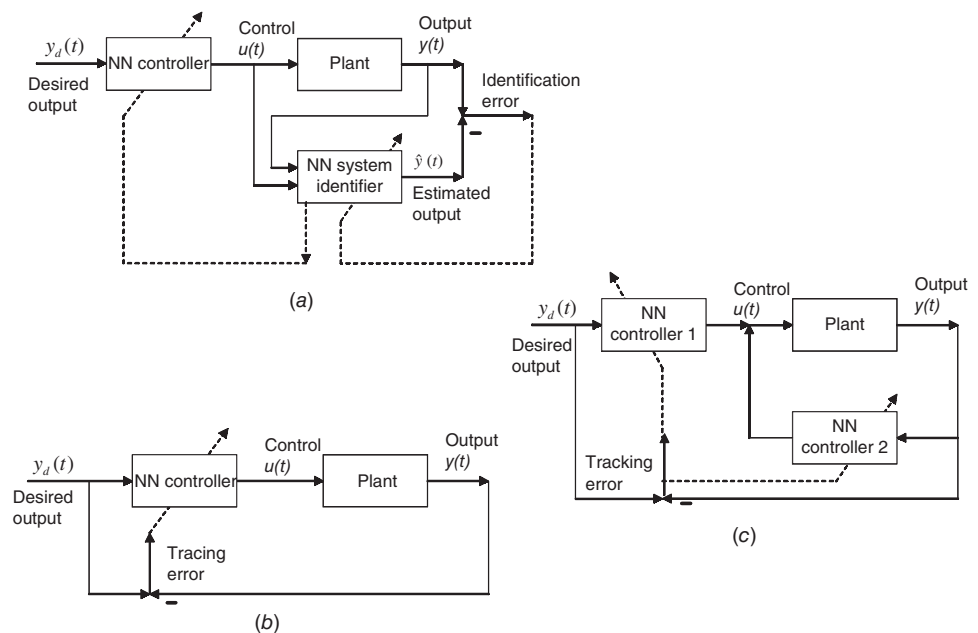 y_d(t)
Desired
output
NN controller
Control
u(t)
Plant
Output
y(t)
Identification
error
NN system
identifier
ŷ(t)
Estimated
output
(a)
y_d(t)
Desired
output
NN controller
Control
u(t)
Plant
Output
y(t)
Tracing
error
(b)
y_d(t)
Desired
output
NN
controller 1
Control
u(t)
Plant
Output
y(t)
NN
controller 2
Tracking
error
(c)